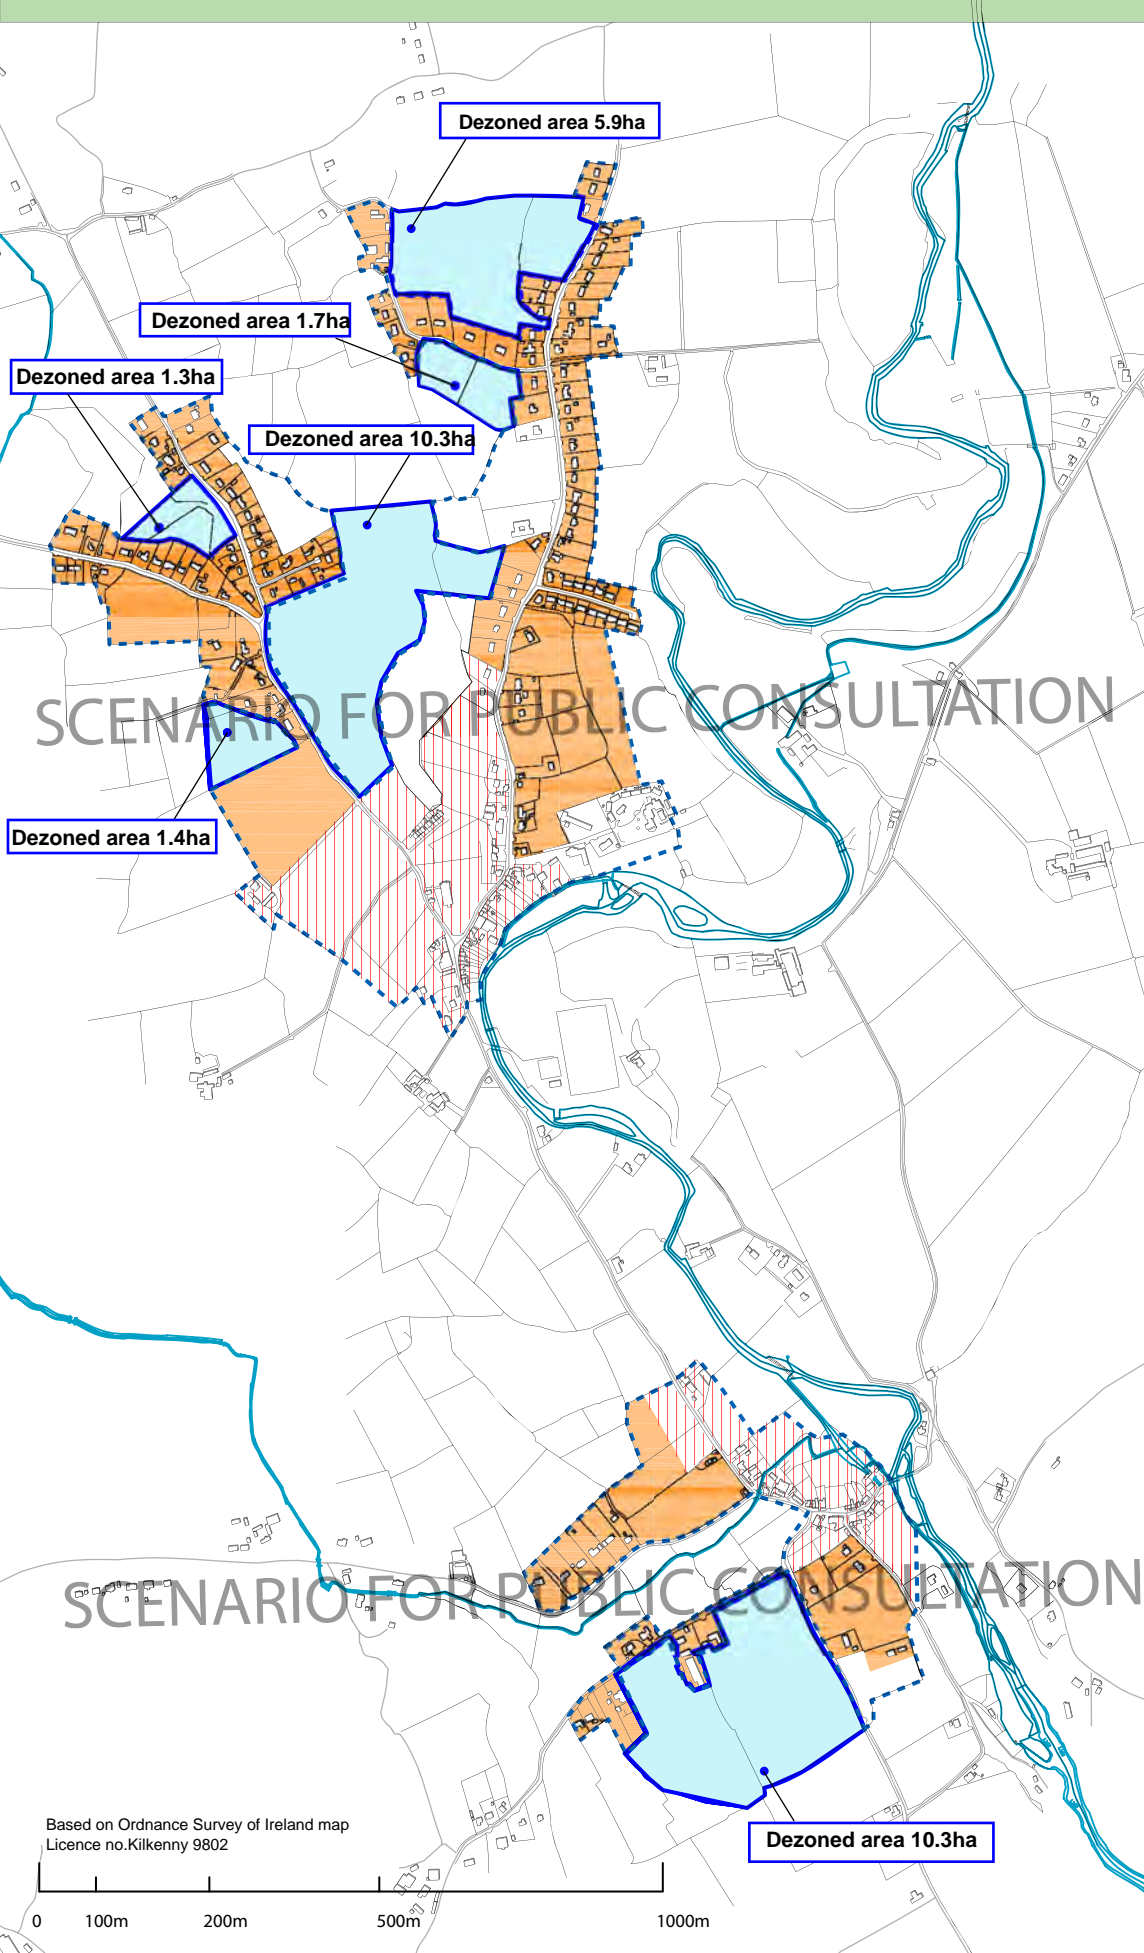 Dezoned area 5.9ha
Dezoned area 1.7ha
Dezoned area 1.3ha
Dezoned area 10.3ha
SCENARIO FOR PUBLIC CONSULTATION
Dezoned area 1.4ha
SCENARIO FOR PUBLIC CONSULTATION
Based on Ordnance Survey of Ireland map
Licence no.Kilkenny 9802
Dezoned area 10.3ha
0 100m 200m 500m 1000m